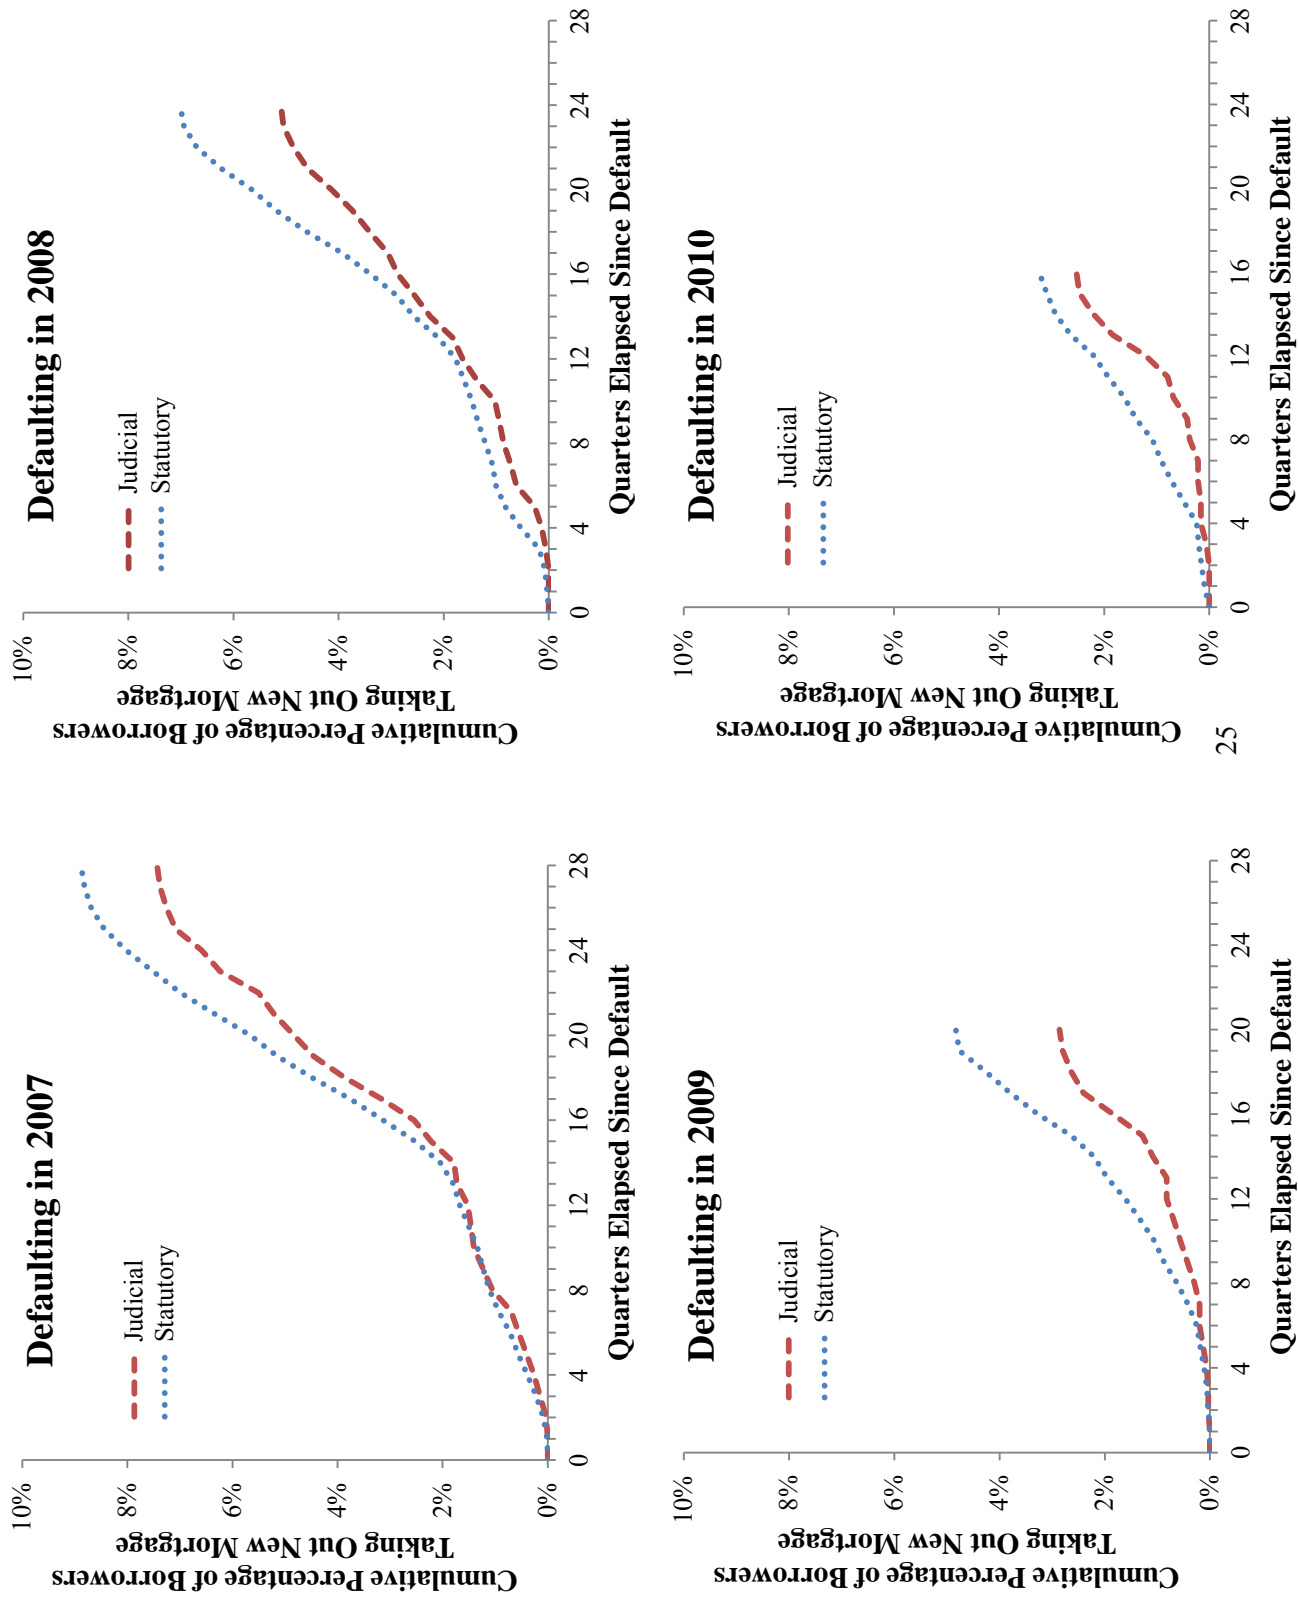 Defaulting in 2007
Cumulative Percentage of Borrowers
Taking Out New Mortgage
10%
8%
6%
4%
2%
0%
Judicial
Statutory
0 4 8 12 16 20 24 28
Quarters Elapsed Since Default
Defaulting in 2008
Cumulative Percentage of Borrowers
Taking Out New Mortgage
10%
8%
6%
4%
2%
0%
Judicial
Statutory
0 4 8 12 16 20 24 28
Quarters Elapsed Since Default
Defaulting in 2009
Cumulative Percentage of Borrowers
Taking Out New Mortgage
10%
8%
6%
4%
2%
0%
Judicial
Statutory
0 4 8 12 16 20 24 28
Quarters Elapsed Since Default
Defaulting in 2010
Cumulative Percentage of Borrowers
Taking Out New Mortgage
10%
8%
6%
4%
2%
0%
Judicial
Statutory
0 4 8 12 16 20 24 28
Quarters Elapsed Since Default
25